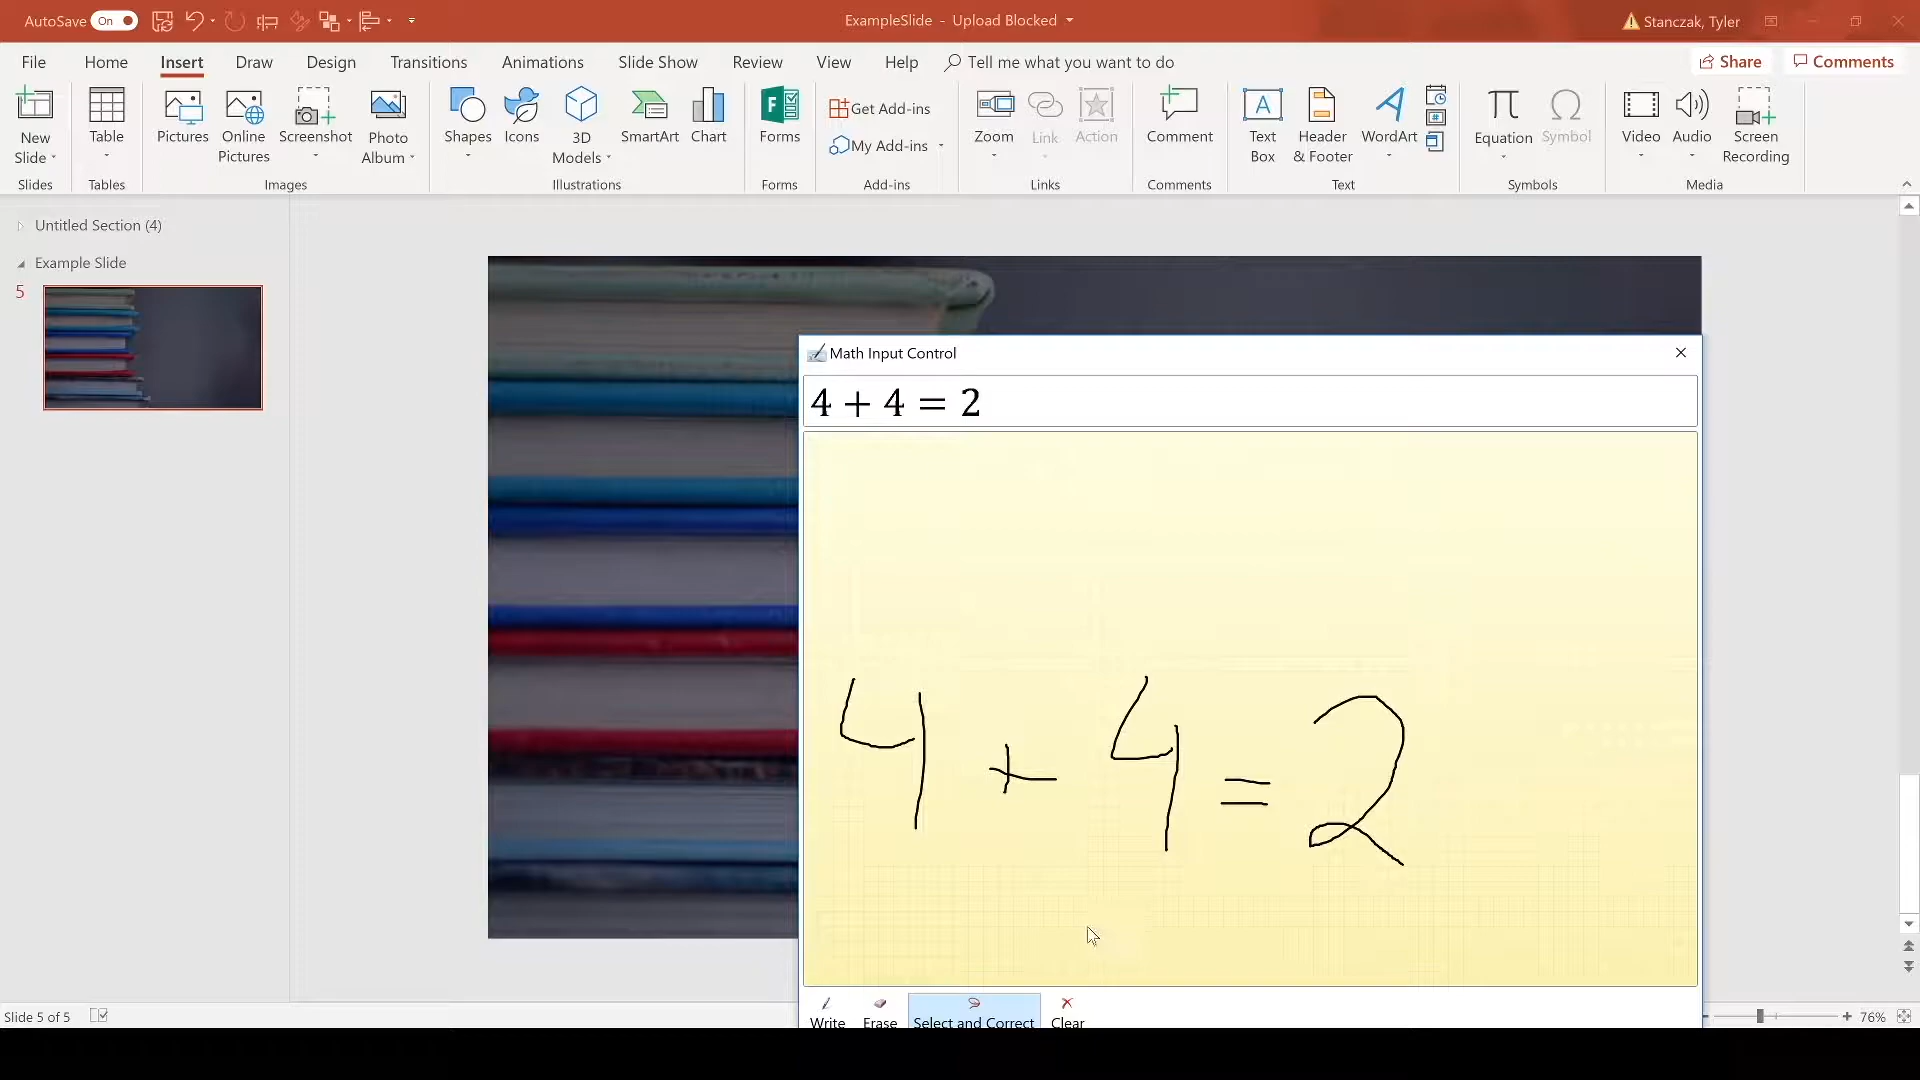 AutoSave On ExampleSlide - Upload Blocked Stanczak, Tyler
File Home Insert Draw Design Transitions Animations Slide Show Review View Help Tell me what you want to do Share Comments
New Slide
Table
Pictures
Online Pictures
Screenshot
Photo Album
Shapes
Icons
3D Models
SmartArt
Chart
Forms
Get Add-ins
My Add-ins
Zoom
Link
Action
Comment
Text Box
Header & Footer
WordArt
Equation
Symbol
Video
Audio
Screen Recording
Slides Tables Images Illustrations Forms Add-ins Links Comments Text Symbols Media
Untitled Section (4)
Example Slide
5
Math Input Control
4 + 4 = 2
4 + 4 = 2
Write Erase Select and Correct Clear
Slide 5 of 5 76%